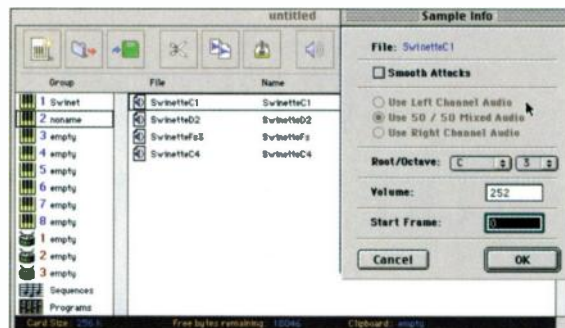 untitled
Group
File
Name
1 Swinet
2 noname
3 empty
4 empty
5 empty
6 empty
7 empty
8 empty
1 empty
2 empty
3 empty
Sequences
Programs
SwinetteC1 SwinetteC1
SwinetteD2 SwinetteD2
SwinetteFs3 SwinetteFs
SwinetteC4 SwinetteC4
Card Size: 256 k Free bytes remaining: 10046 Clipboard: empty
Sample Info
File: SwinetteC1
Smooth Attacks
Use Left Channel Audio
Use 50 / 50 Mixed Audio
Use Right Channel Audio
Root/Octave: C 3
Volume: 252
Start Frame: 0
Cancel OK